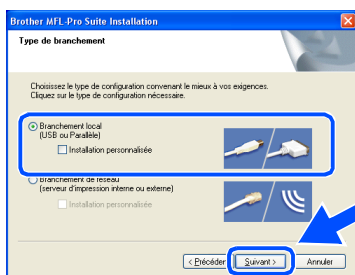 Brother MFL-Pro Suite Installation
Type de branchement
Choisissez le type de configuration convenant le mieux à vos exigences.
Cliquez sur le type de configuration nécessaire.
Branchement local
(USB ou Parallèle)
Installation personnalisée
Branchement de réseau
(serveur d'impression interne ou externe)
Installation personnalisée
< Précéder
Suivant >
Annuler